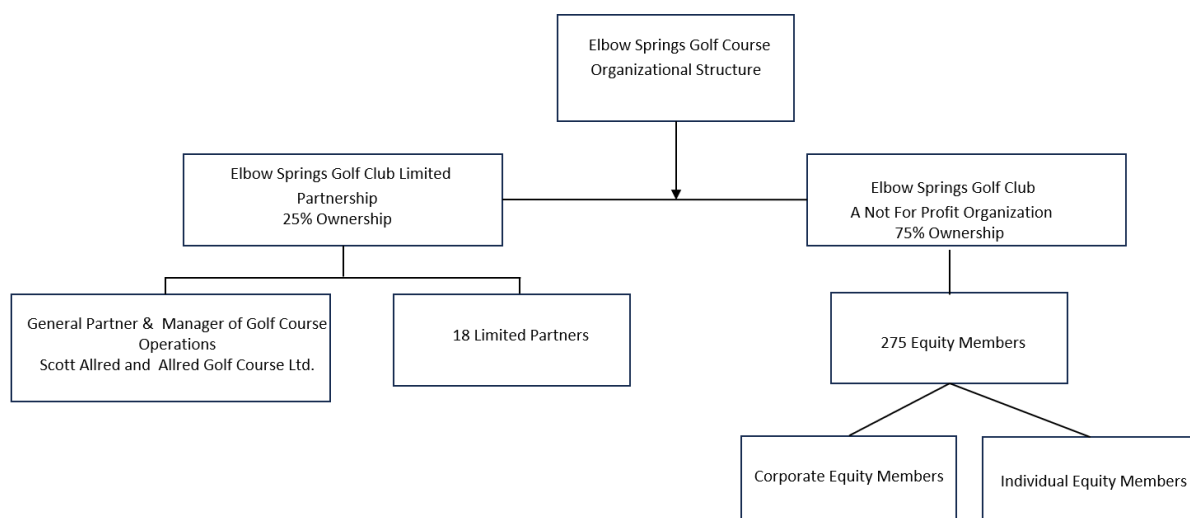 Elbow Springs Golf Course
Organizational Structure
Elbow Springs Golf Club Limited
Partnership
25% Ownership
Elbow Springs Golf Club
A Not For Profit Organization
75% Ownership
General Partner & Manager of Golf Course
Operations
Scott Allred and Allred Golf Course Ltd.
18 Limited Partners
275 Equity Members
Corporate Equity Members
Individual Equity Members